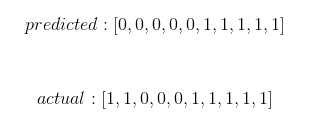 predicted : [0, 0, 0, 0, 0, 1, 1, 1, 1, 1]
actual : [1, 1, 0, 0, 0, 1, 1, 1, 1, 1]